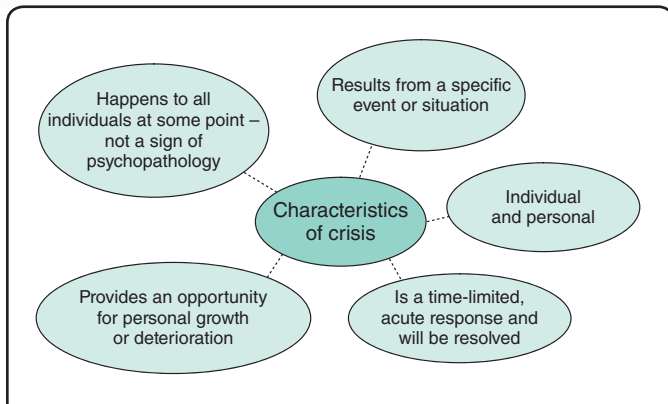 Happens to all
individuals at some point –
not a sign of
psychopathology
Results from a specific
event or situation
Characteristics
of crisis
Individual
and personal
Provides an opportunity
for personal growth
or deterioration
Is a time-limited,
acute response and
will be resolved